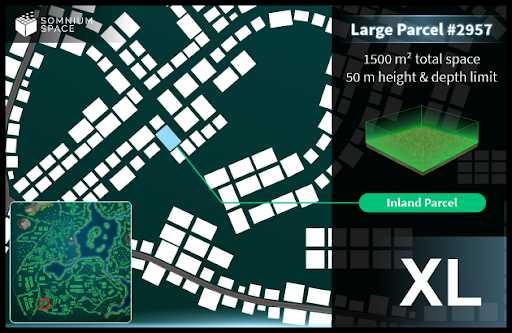 SOMNIUM
SPACE
Large Parcel #2957
1500 m² total space
50 m height & depth limit
Inland Parcel
XL